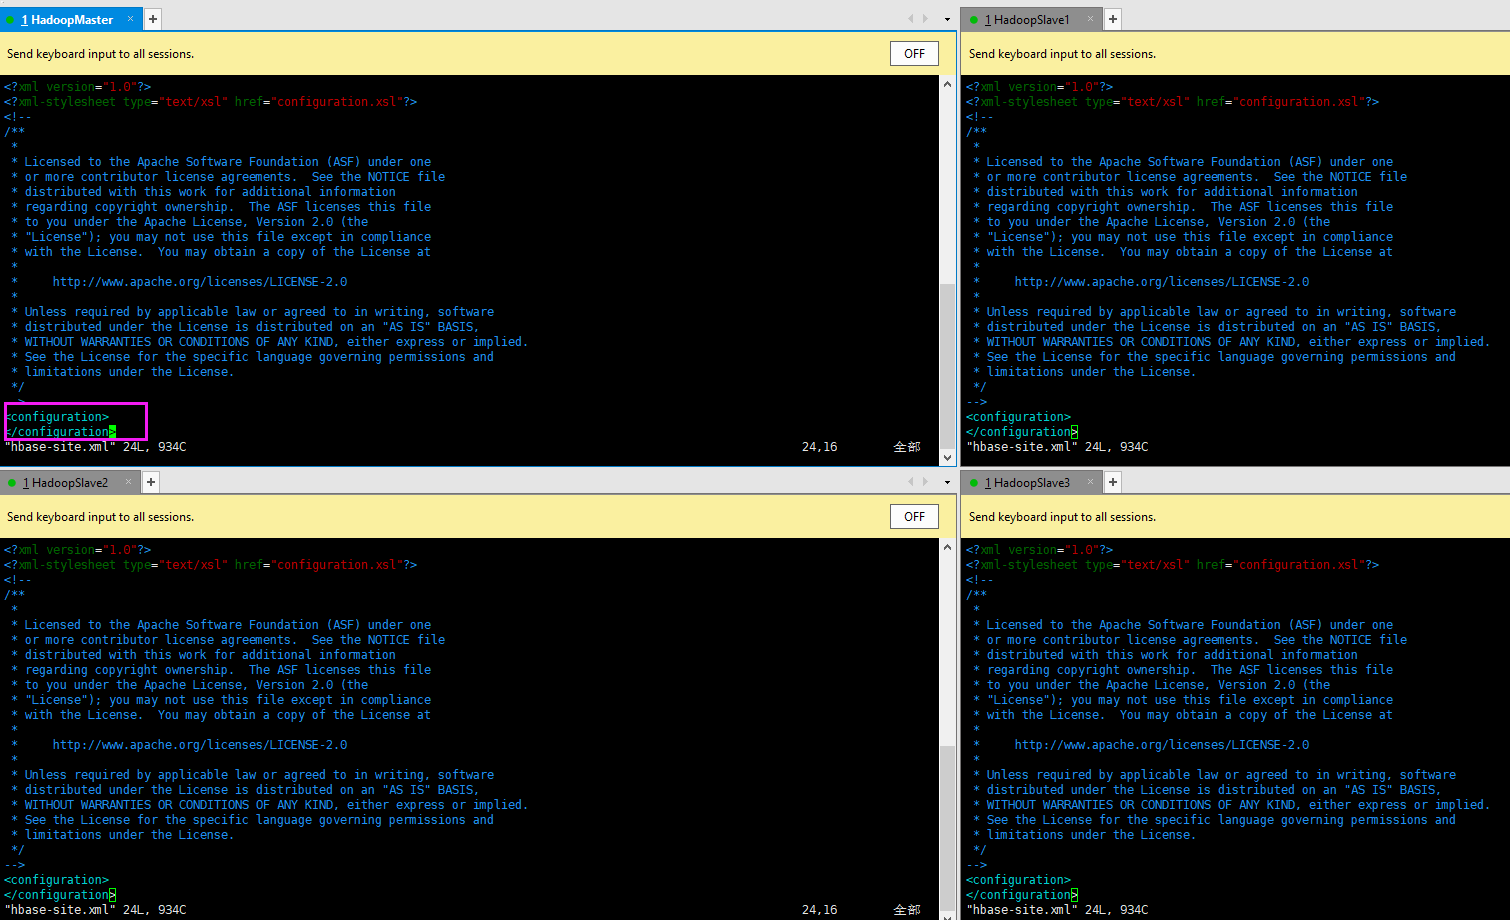 1 HadoopMaster × +
Send keyboard input to all sessions. OFF
<?xml version="1.0"?>
<?xml-stylesheet type="text/xsl" href="configuration.xsl"?>
<!--
/**
 *
 * Licensed to the Apache Software Foundation (ASF) under one
 * or more contributor license agreements.  See the NOTICE file
 * distributed with this work for additional information
 * regarding copyright ownership.  The ASF licenses this file
 * to you under the Apache License, Version 2.0 (the
 * "License"); you may not use this file except in compliance
 * with the License.  You may obtain a copy of the License at
 *
 *     http://www.apache.org/licenses/LICENSE-2.0
 *
 * Unless required by applicable law or agreed to in writing, software
 * distributed under the License is distributed on an "AS IS" BASIS,
 * WITHOUT WARRANTIES OR CONDITIONS OF ANY KIND, either express or implied.
 * See the License for the specific language governing permissions and
 * limitations under the License.
 */
-->
<configuration>
</configuration>
"hbase-site.xml" 24L, 934C 24,16 全部
1 HadoopSlave1 × +
Send keyboard input to all sessions.
<?xml version="1.0"?>
<?xml-stylesheet type="text/xsl" href="configuration.xsl"?>
<!--
/**
 *
 * Licensed to the Apache Software Foundation (ASF) under one
 * or more contributor license agreements.  See the NOTICE file
 * distributed with this work for additional information
 * regarding copyright ownership.  The ASF licenses this file
 * to you under the Apache License, Version 2.0 (the
 * "License"); you may not use this file except in compliance
 * with the License.  You may obtain a copy of the License at
 *
 *     http://www.apache.org/licenses/LICENSE-2.0
 *
 * Unless required by applicable law or agreed to in writing, software
 * distributed under the License is distributed on an "AS IS" BASIS,
 * WITHOUT WARRANTIES OR CONDITIONS OF ANY KIND, either express or implied.
 * See the License for the specific language governing permissions and
 * limitations under the License.
 */
-->
<configuration>
</configuration>
"hbase-site.xml" 24L, 934C
1 HadoopSlave2 × +
Send keyboard input to all sessions. OFF
<?xml version="1.0"?>
<?xml-stylesheet type="text/xsl" href="configuration.xsl"?>
<!--
/**
 *
 * Licensed to the Apache Software Foundation (ASF) under one
 * or more contributor license agreements.  See the NOTICE file
 * distributed with this work for additional information
 * regarding copyright ownership.  The ASF licenses this file
 * to you under the Apache License, Version 2.0 (the
 * "License"); you may not use this file except in compliance
 * with the License.  You may obtain a copy of the License at
 *
 *     http://www.apache.org/licenses/LICENSE-2.0
 *
 * Unless required by applicable law or agreed to in writing, software
 * distributed under the License is distributed on an "AS IS" BASIS,
 * WITHOUT WARRANTIES OR CONDITIONS OF ANY KIND, either express or implied.
 * See the License for the specific language governing permissions and
 * limitations under the License.
 */
-->
<configuration>
</configuration>
"hbase-site.xml" 24L, 934C 24,16 全部
1 HadoopSlave3 × +
Send keyboard input to all sessions.
<?xml version="1.0"?>
<?xml-stylesheet type="text/xsl" href="configuration.xsl"?>
<!--
/**
 *
 * Licensed to the Apache Software Foundation (ASF) under one
 * or more contributor license agreements.  See the NOTICE file
 * distributed with this work for additional information
 * regarding copyright ownership.  The ASF licenses this file
 * to you under the Apache License, Version 2.0 (the
 * "License"); you may not use this file except in compliance
 * with the License.  You may obtain a copy of the License at
 *
 *     http://www.apache.org/licenses/LICENSE-2.0
 *
 * Unless required by applicable law or agreed to in writing, software
 * distributed under the License is distributed on an "AS IS" BASIS,
 * WITHOUT WARRANTIES OR CONDITIONS OF ANY KIND, either express or implied.
 * See the License for the specific language governing permissions and
 * limitations under the License.
 */
-->
<configuration>
</configuration>
"hbase-site.xml" 24L, 934C